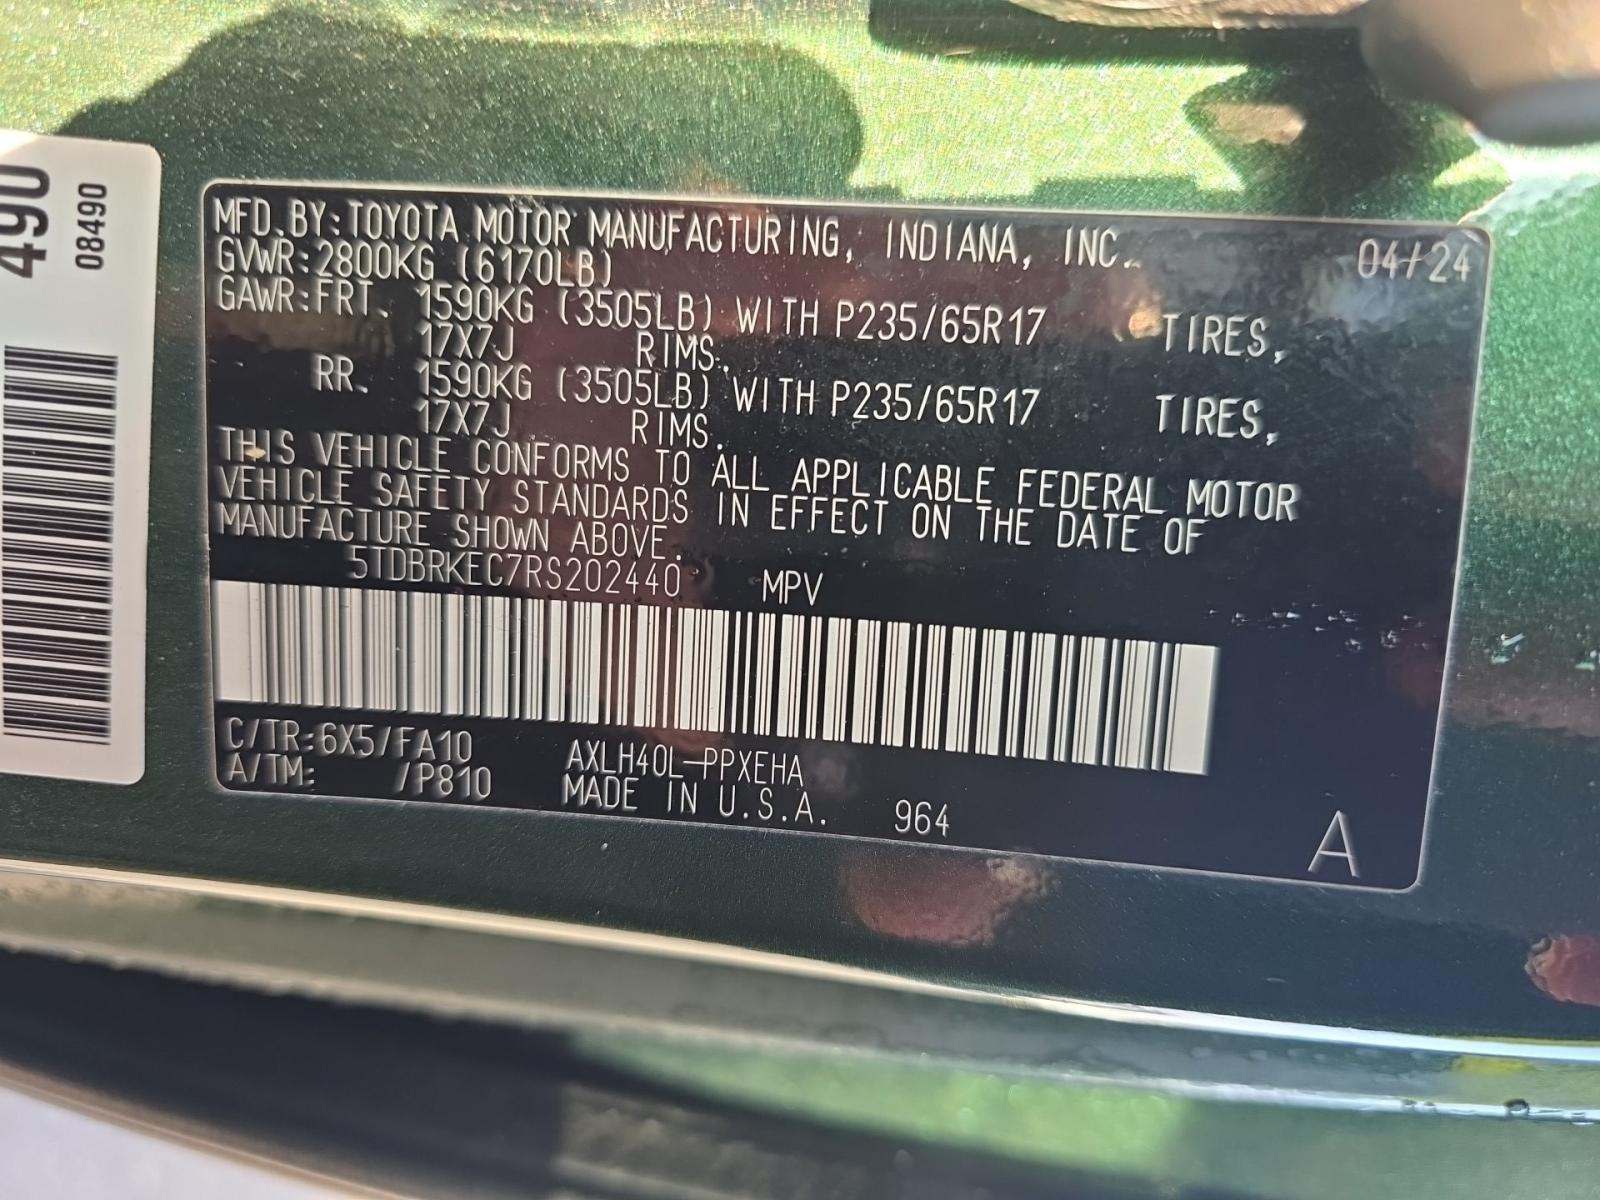 490
08490
MFD.BY:TOYOTA MOTOR MANUFACTURING, INDIANA, INC. 04/24
GVWR:2800KG (6170LB)
GAWR:FRT. 1590KG (3505LB) WITH P235/65R17 TIRES,
17X7J RIMS.
RR. 1590KG (3505LB) WITH P235/65R17 TIRES,
17X7J RIMS.
THIS VEHICLE CONFORMS TO ALL APPLICABLE FEDERAL MOTOR
VEHICLE SAFETY STANDARDS IN EFFECT ON THE DATE OF
MANUFACTURE SHOWN ABOVE.
5TDBRKEC7RS202440 MPV
C/TR:6X5/FA10 AXLH40L-PPXEHA
A/TM: /P810 MADE IN U.S.A. 964
A